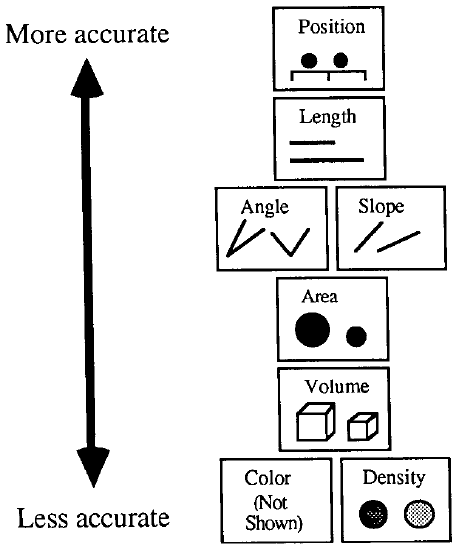 More accurate
Position
Length
Angle
Slope
Area
Volume
Color
(Not
Shown)
Density
Less accurate